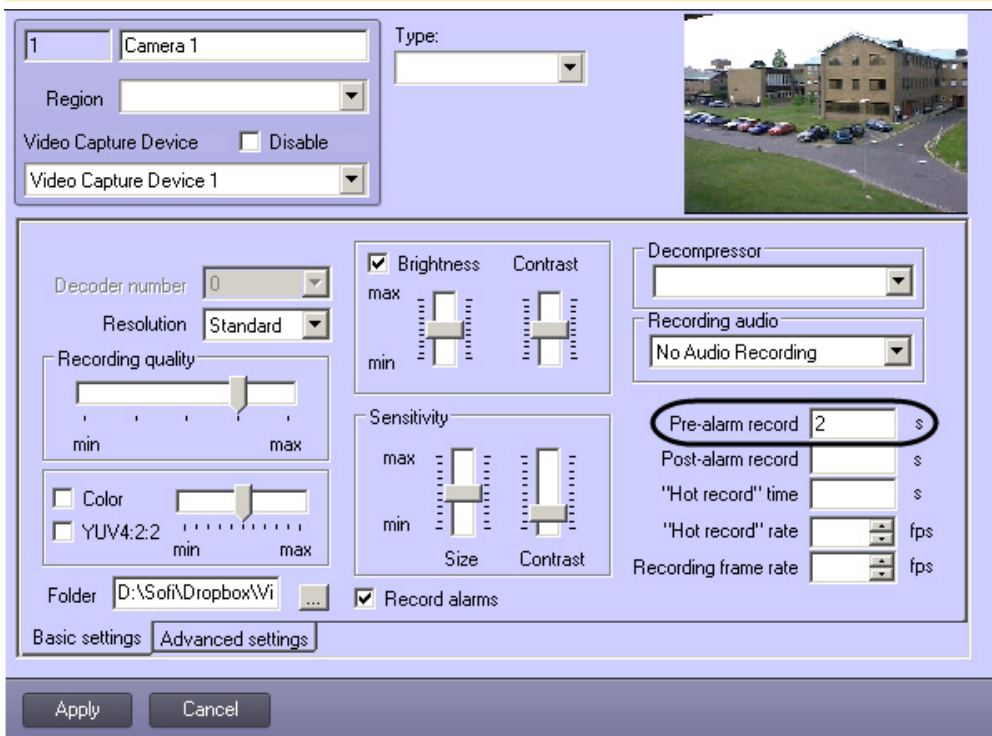 1 Camera 1
Type:
Region
Video Capture Device Disable
Video Capture Device 1
Decoder number 0
Resolution Standard
Recording quality
min max
Color
YUV4:2:2
min max
Folder D:\Sofi\Dropbox\Vi ...
Brightness Contrast
max
min
Sensitivity
max
min
Size Contrast
Record alarms
Decompressor
Recording audio
No Audio Recording
Pre-alarm record 2 s
Post-alarm record s
"Hot record" time s
"Hot record" rate fps
Recording frame rate fps
Basic settings Advanced settings
Apply Cancel